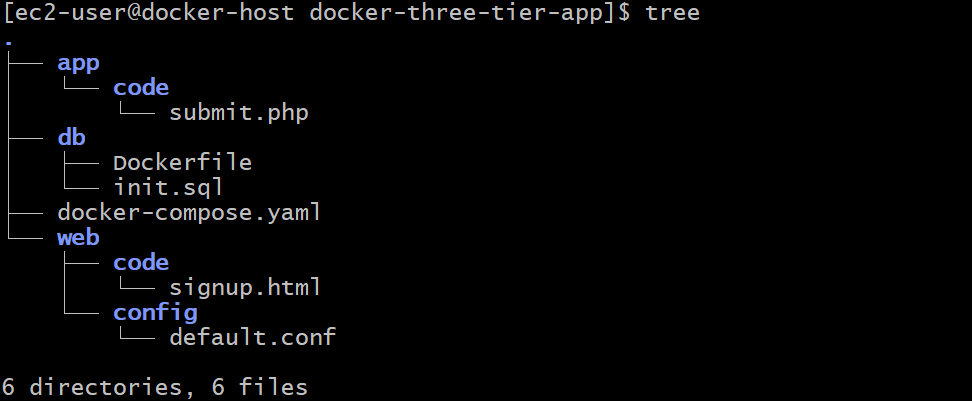 [ec2-user@docker-host docker-three-tier-app]$ tree
.
├── app
│   └── code
│       └── submit.php
├── db
│   ├── Dockerfile
│   └── init.sql
├── docker-compose.yaml
└── web
    ├── code
    │   └── signup.html
    └── config
        └── default.conf
6 directories, 6 files